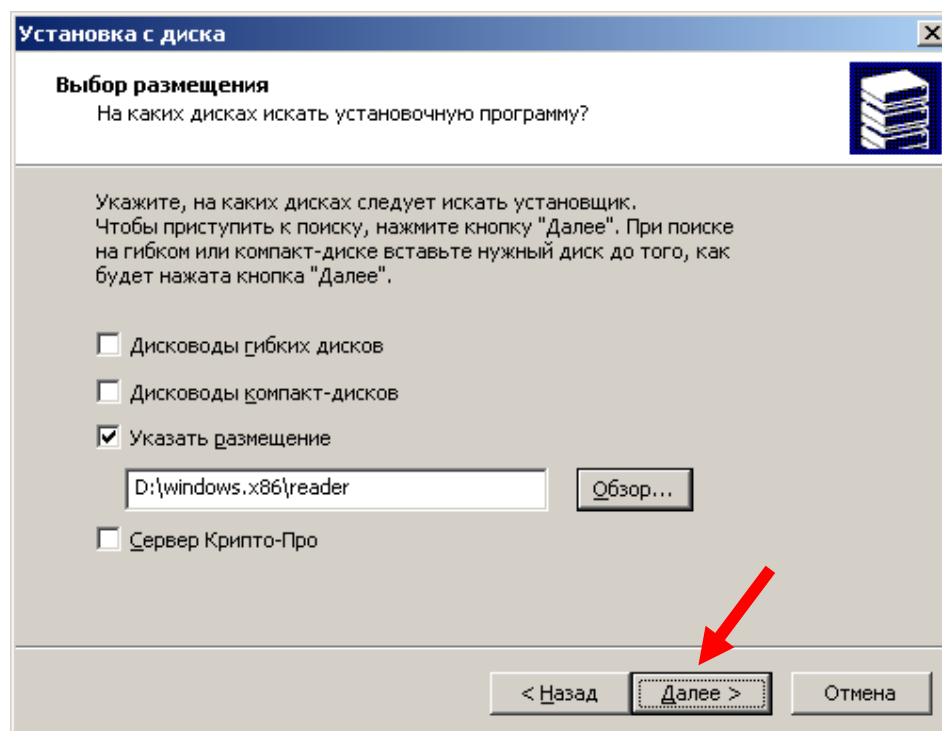 Установка с диска
Выбор размещения
На каких дисках искать установочную программу?
Укажите, на каких дисках следует искать установщик.
Чтобы приступить к поиску, нажмите кнопку "Далее". При поиске
на гибком или компакт-диске вставьте нужный диск до того, как
будет нажата кнопка "Далее".
Дисководы гибких дисков
Дисководы компакт-дисков
Указать размещение
D:\windows.x86\reader
Обзор...
Сервер Крипто-Про
< Назад
Далее >
Отмена